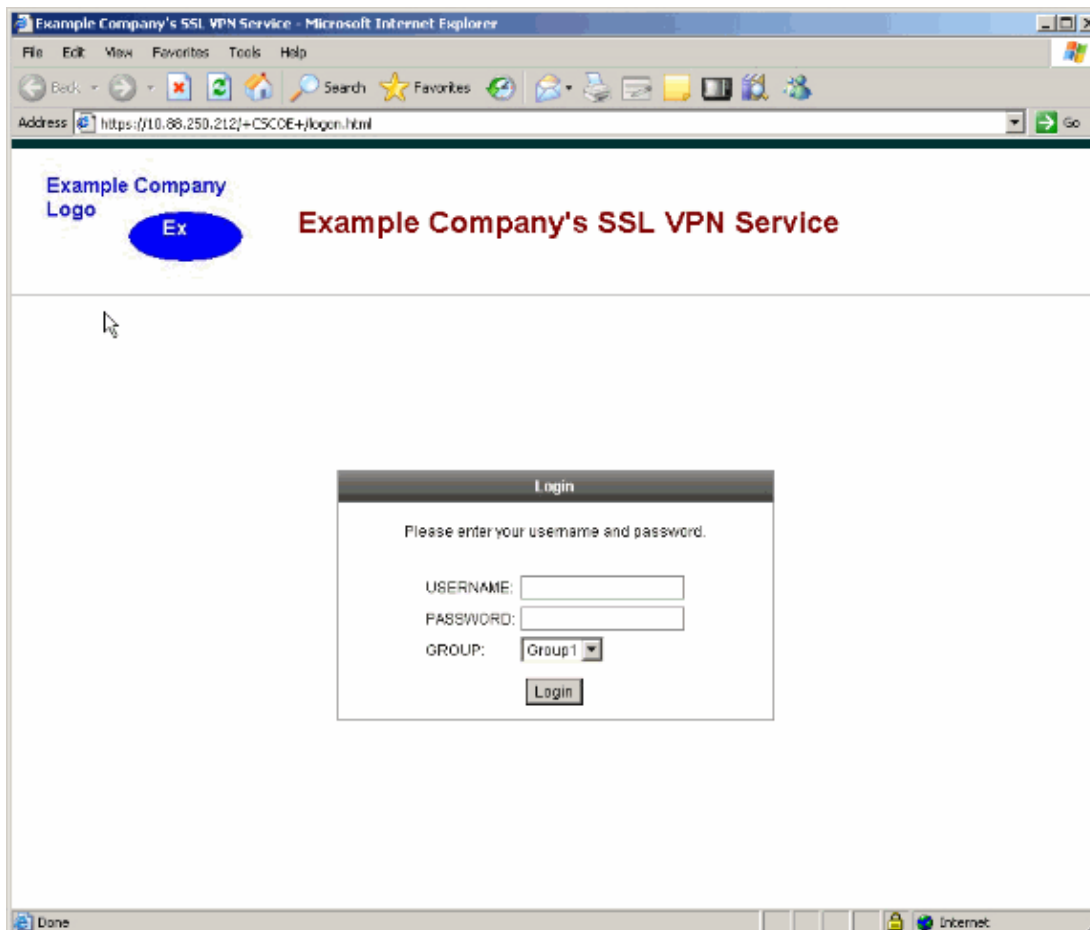 Example Company's SSL VPN Service - Microsoft Internet Explorer
File Edit View Favorites Tools Help
Back Search Favorites
Address https://10.88.250.212/+CSCOE+/logon.html Go
Example Company
Logo
Ex
Example Company's SSL VPN Service
Login
Please enter your username and password.
USERNAME:
PASSWORD:
GROUP: Group1
Login
Done Internet